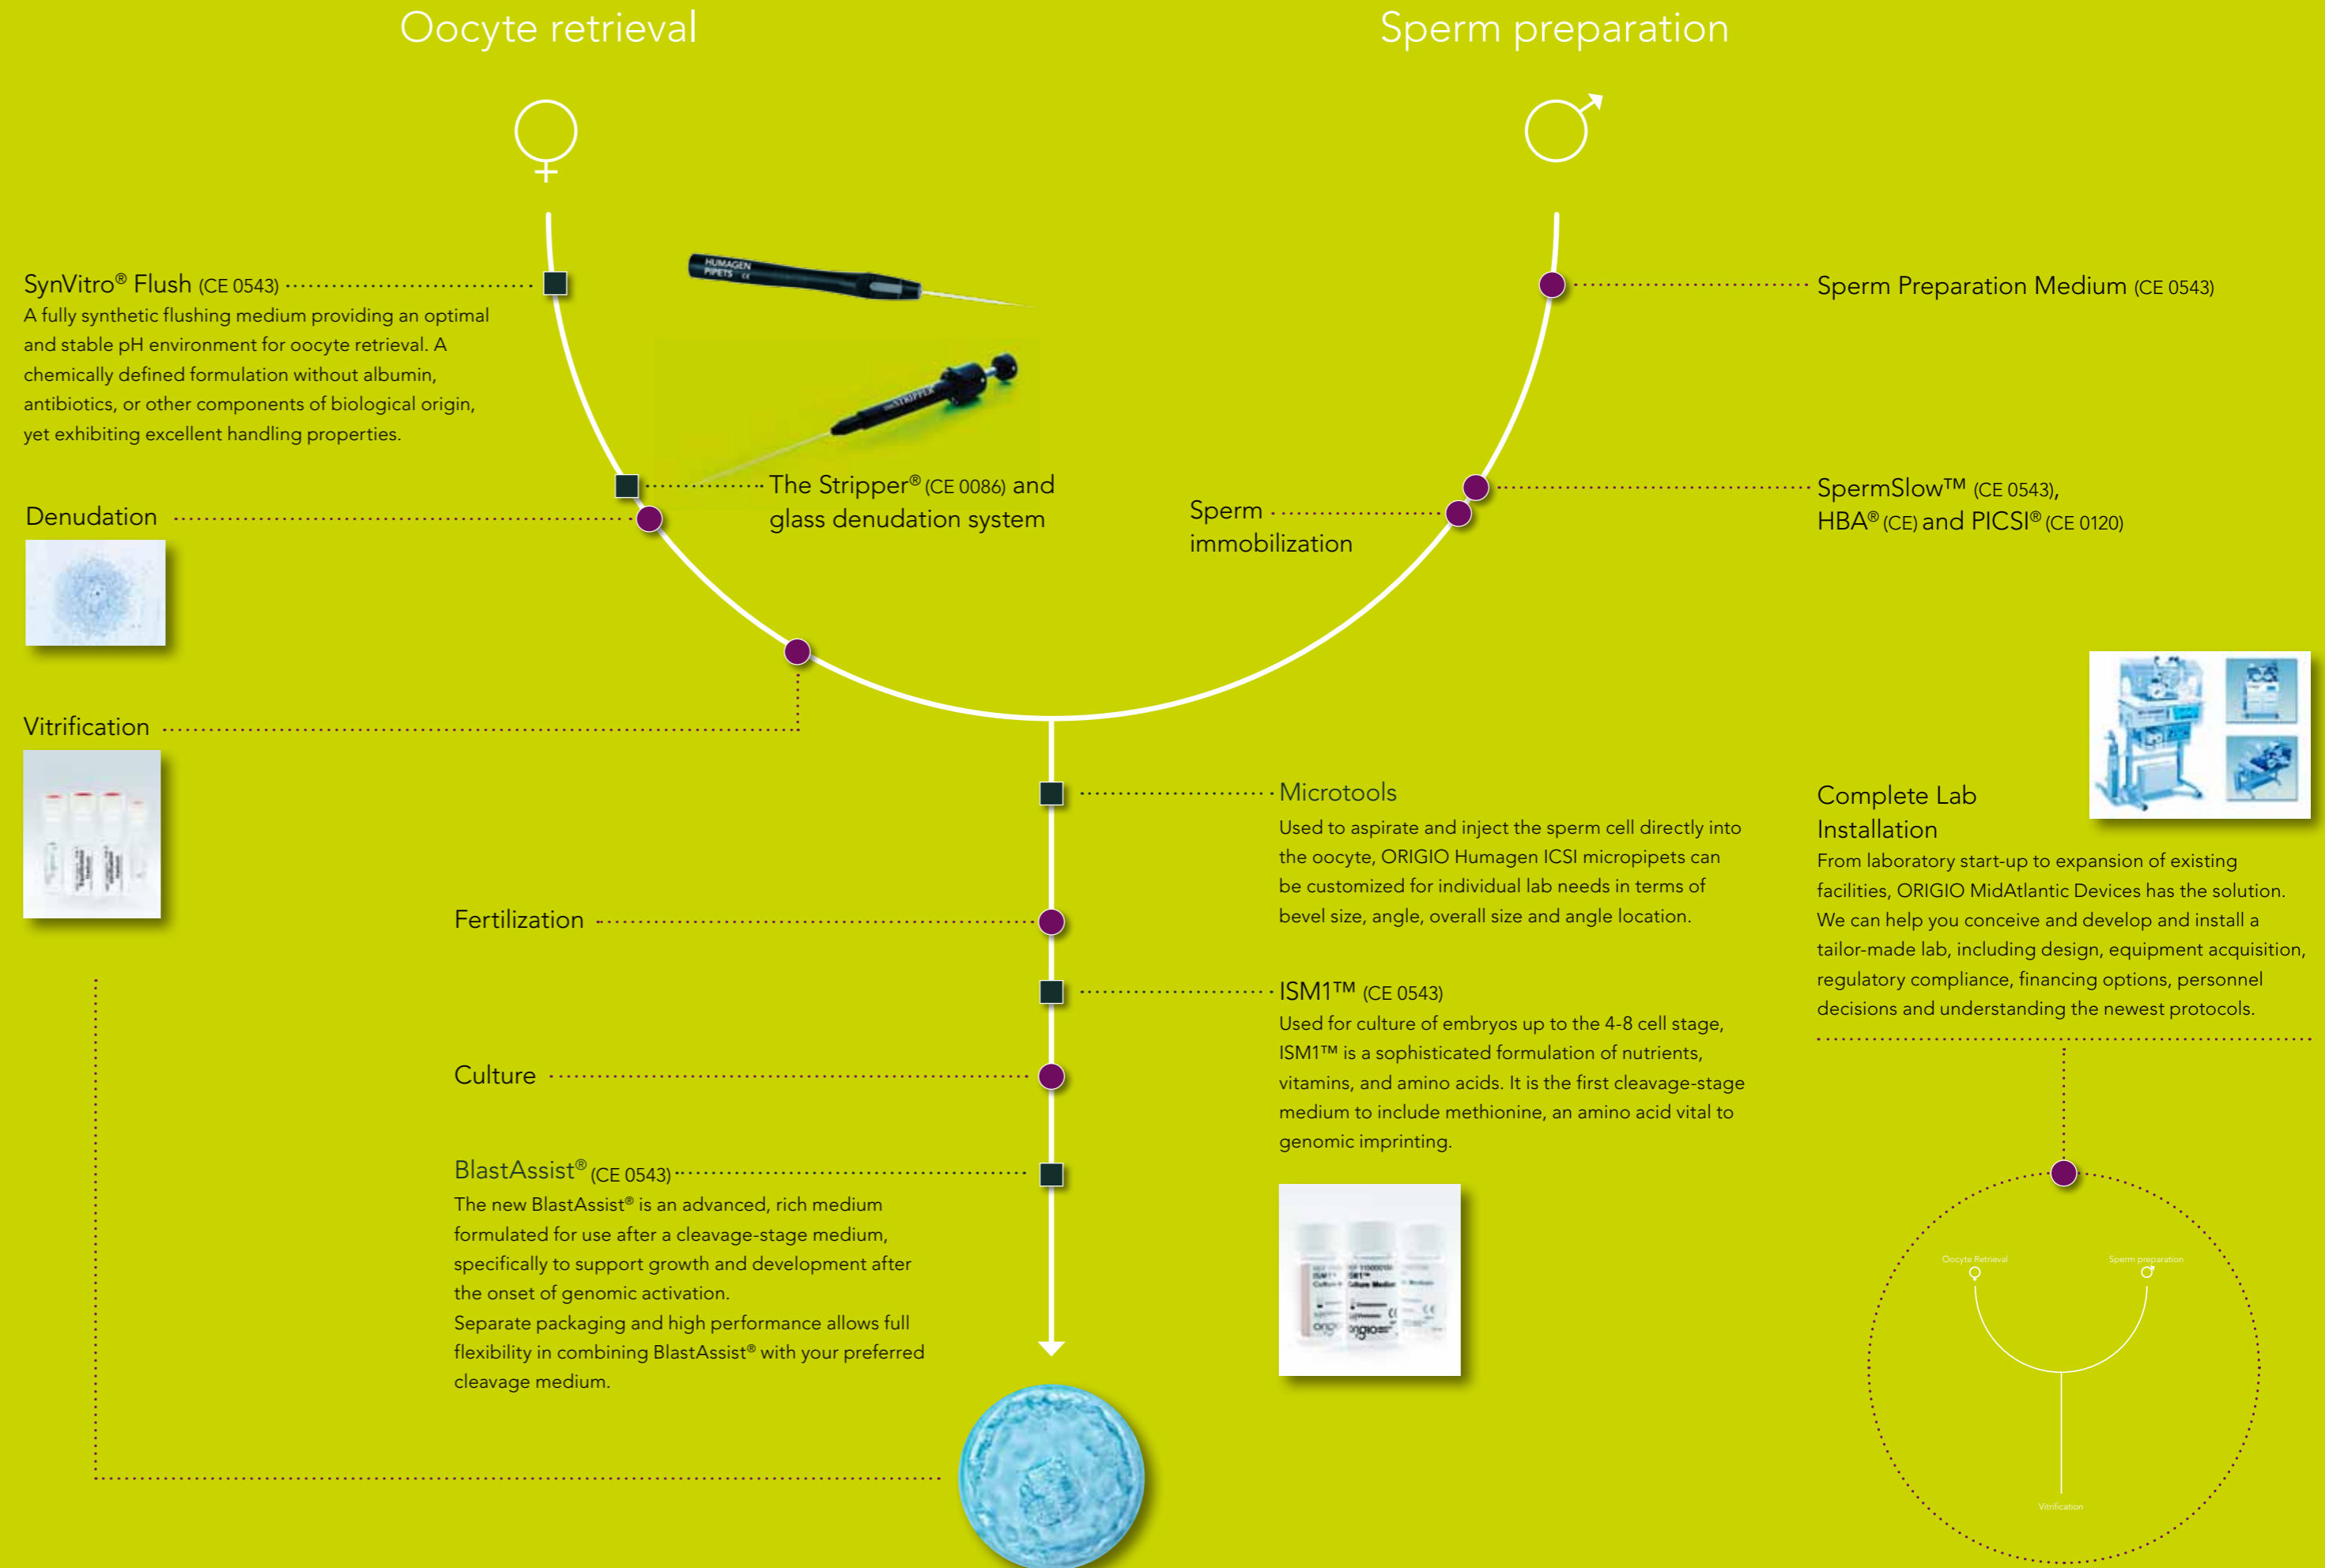 Oocyte retrieval
Sperm preparation
SynVitro® Flush (CE 0543)
A fully synthetic flushing medium providing an optimal
and stable pH environment for oocyte retrieval. A
chemically defined formulation without albumin,
antibiotics, or other components of biological origin,
yet exhibiting excellent handling properties.
HUMAGEN
PIPETS CE
STRIPPER
The Stripper® (CE 0086) and
glass denudation system
Denudation
Vitrification
Sperm Preparation Medium (CE 0543)
Sperm
immobilization
SpermSlow™ (CE 0543),
HBA® (CE) and PICSI® (CE 0120)
Microtools
Used to aspirate and inject the sperm cell directly into
the oocyte, ORIGIO Humagen ICSI micropipets can
be customized for individual lab needs in terms of
bevel size, angle, overall size and angle location.
Fertilization
ISM1™ (CE 0543)
Used for culture of embryos up to the 4-8 cell stage,
ISM1™ is a sophisticated formulation of nutrients,
vitamins, and amino acids. It is the first cleavage-stage
medium to include methionine, an amino acid vital to
genomic imprinting.
Culture
BlastAssist® (CE 0543)
The new BlastAssist® is an advanced, rich medium
formulated for use after a cleavage-stage medium,
specifically to support growth and development after
the onset of genomic activation.
Separate packaging and high performance allows full
flexibility in combining BlastAssist® with your preferred
cleavage medium.
ISM1™
Culture Medium
origio
Complete Lab
Installation
From laboratory start-up to expansion of existing
facilities, ORIGIO MidAtlantic Devices has the solution.
We can help you conceive and develop and install a
tailor-made lab, including design, equipment acquisition,
regulatory compliance, financing options, personnel
decisions and understanding the newest protocols.
Oocyte Retrieval
Sperm preparation
Vitrification